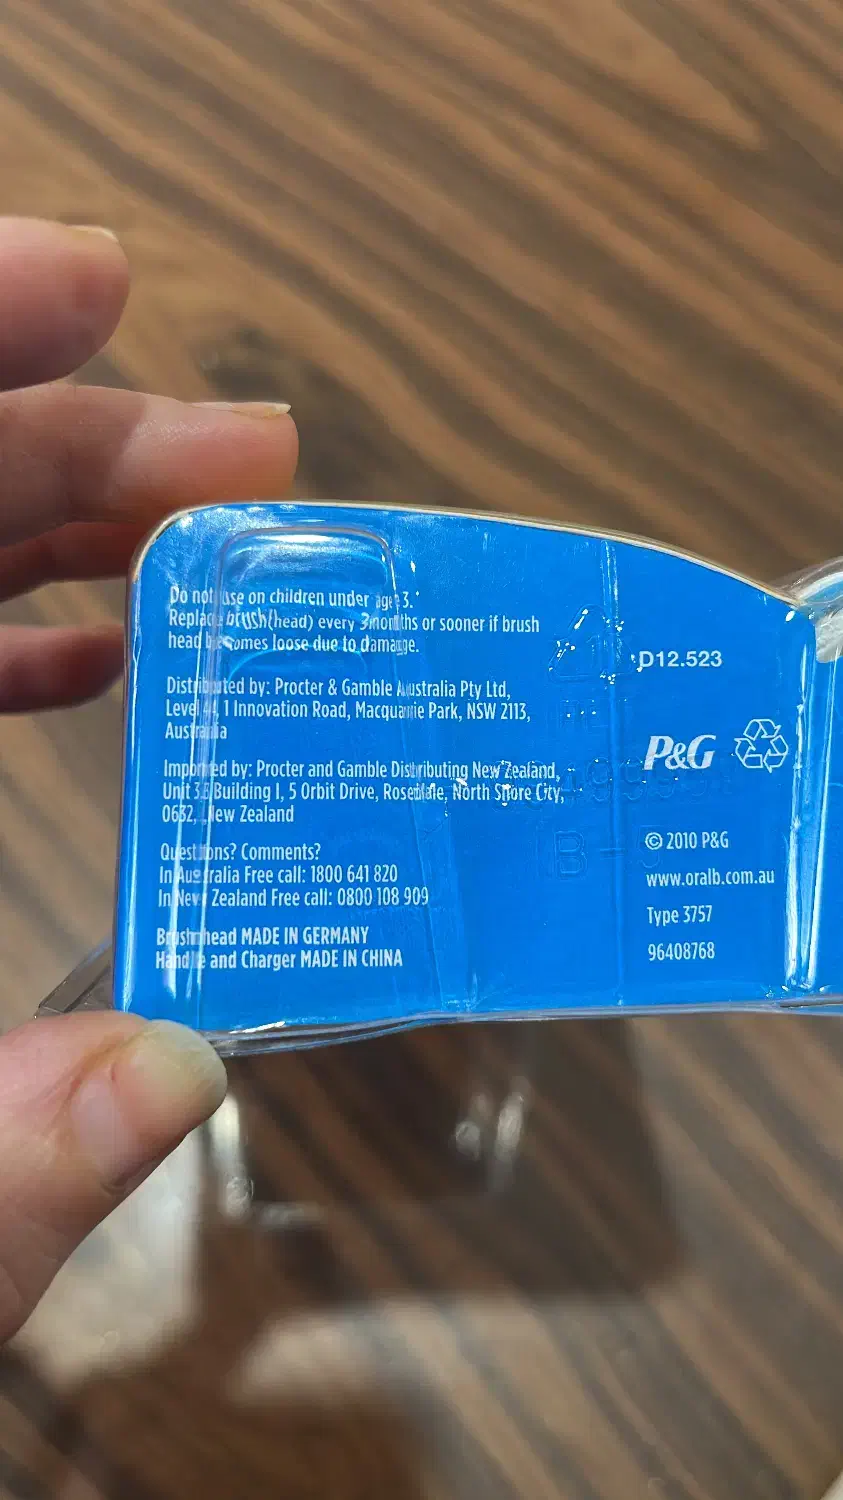 Do not use on children under age 3.
Replace brush(head) every 3 months or sooner if brush
head becomes loose due to damage.
Distributed by: Procter & Gamble Australia Pty Ltd,
Level 4, 1 Innovation Road, Macquarie Park, NSW 2113,
Australia
Imported by: Procter and Gamble Distributing New Zealand,
Unit 3, Building I, 5 Orbit Drive, Rosedale, North Shore City,
0632, New Zealand
Questions? Comments?
In Australia Free call: 1800 641 820
In New Zealand Free call: 0800 108 909
Brush head MADE IN GERMANY
Handle and Charger MADE IN CHINA
D12.523
P&G
© 2010 P&G
www.oralb.com.au
Type 3757
96408768